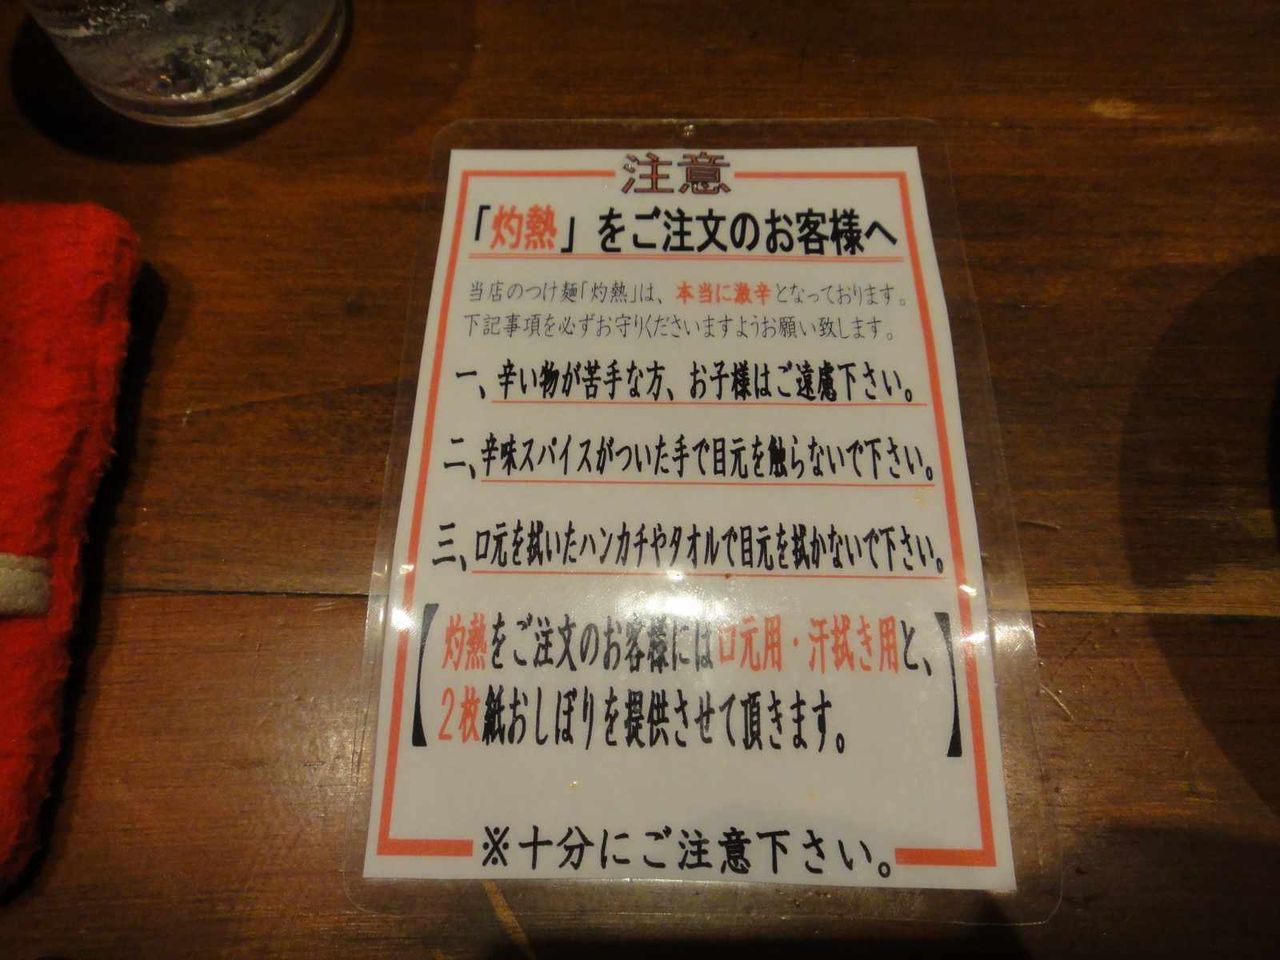 注意
「灼熱」をご注文のお客様へ
当店のつけ麺「灼熱」は、本当に激辛となっております。
下記事項を必ずお守りくださいますようお願い致します。
一、辛い物が苦手な方、お子様はご遠慮下さい。
二、辛味スパイスがついた手で目元を触らないで下さい。
三、口元を拭いたハンカチやタオルで目元を拭かないで下さい。
【灼熱をご注文のお客様には口元用・汗拭き用と、
2枚紙おしぼりを提供させて頂きます。】
※十分にご注意下さい。